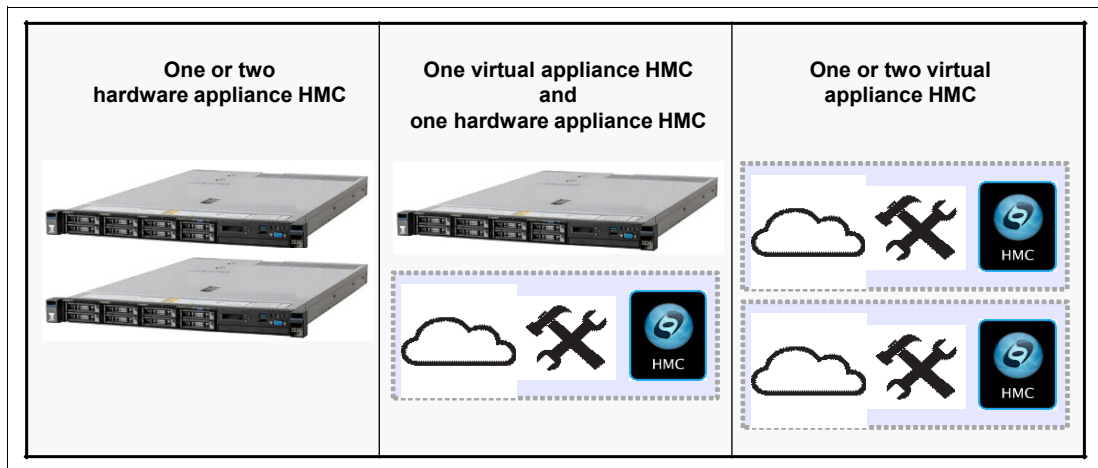 One or two
hardware appliance HMC
One virtual appliance HMC
and
one hardware appliance HMC
One or two virtual
appliance HMC
HMC
HMC
HMC